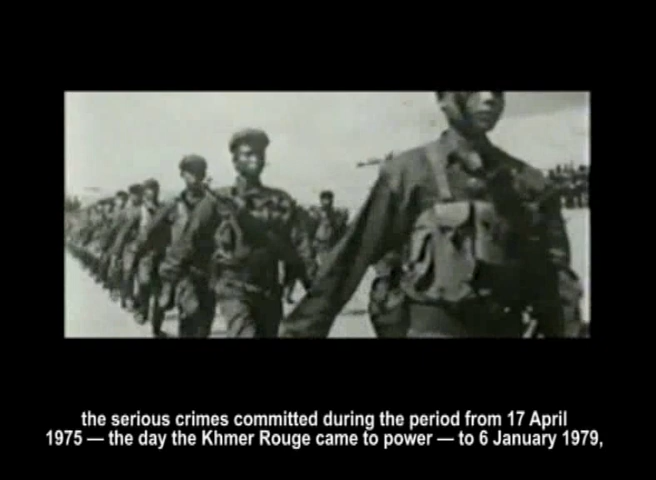 the serious crimes committed during the period from 17 April
1975 — the day the Khmer Rouge came to power — to 6 January 1979,